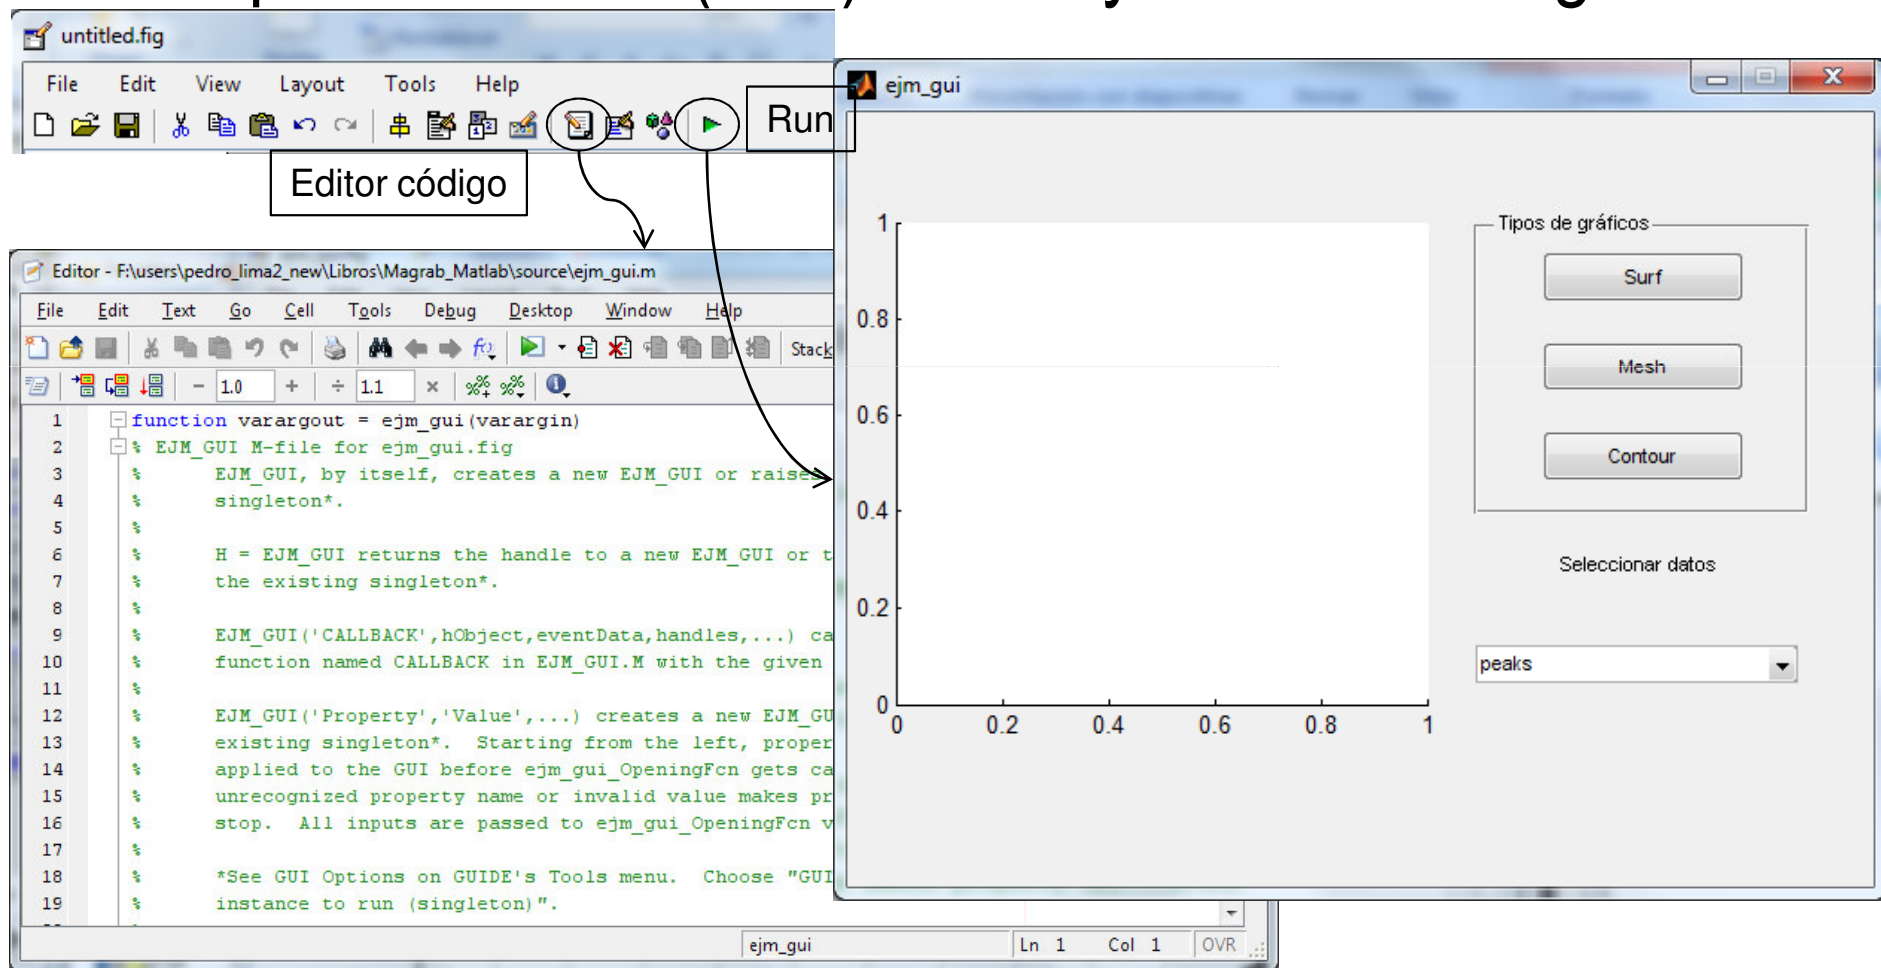 untitled.fig
File Edit View Layout Tools Help
Run
Editor código
Editor - F:\users\pedro_lima2_new\Libros\Magrab_Matlab\source\ejm_gui.m
File Edit Text Go Cell Tools Debug Desktop Window Help
Stack
1.0 1.1
1 function varargout = ejm_gui(varargin)
2 % EJM_GUI M-file for ejm_gui.fig
3 % EJM_GUI, by itself, creates a new EJM_GUI or raises
4 % singleton*.
5 %
6 % H = EJM_GUI returns the handle to a new EJM_GUI or t
7 % the existing singleton*.
8 %
9 % EJM_GUI('CALLBACK',hObject,eventData,handles,...) ca
10 % function named CALLBACK in EJM_GUI.M with the given
11 %
12 % EJM_GUI('Property','Value',...) creates a new EJM_GU
13 % existing singleton*. Starting from the left, proper
14 % applied to the GUI before ejm_gui_OpeningFcn gets ca
15 % unrecognized property name or invalid value makes pr
16 % stop. All inputs are passed to ejm_gui_OpeningFcn v
17 %
18 % *See GUI Options on GUIDE's Tools menu. Choose "GUI
19 % instance to run (singleton)".
ejm_gui Ln 1 Col 1 OVR
ejm_gui
1
0.8
0.6
0.4
0.2
0
0 0.2 0.4 0.6 0.8 1
Tipos de gráficos
Surf
Mesh
Contour
Seleccionar datos
peaks